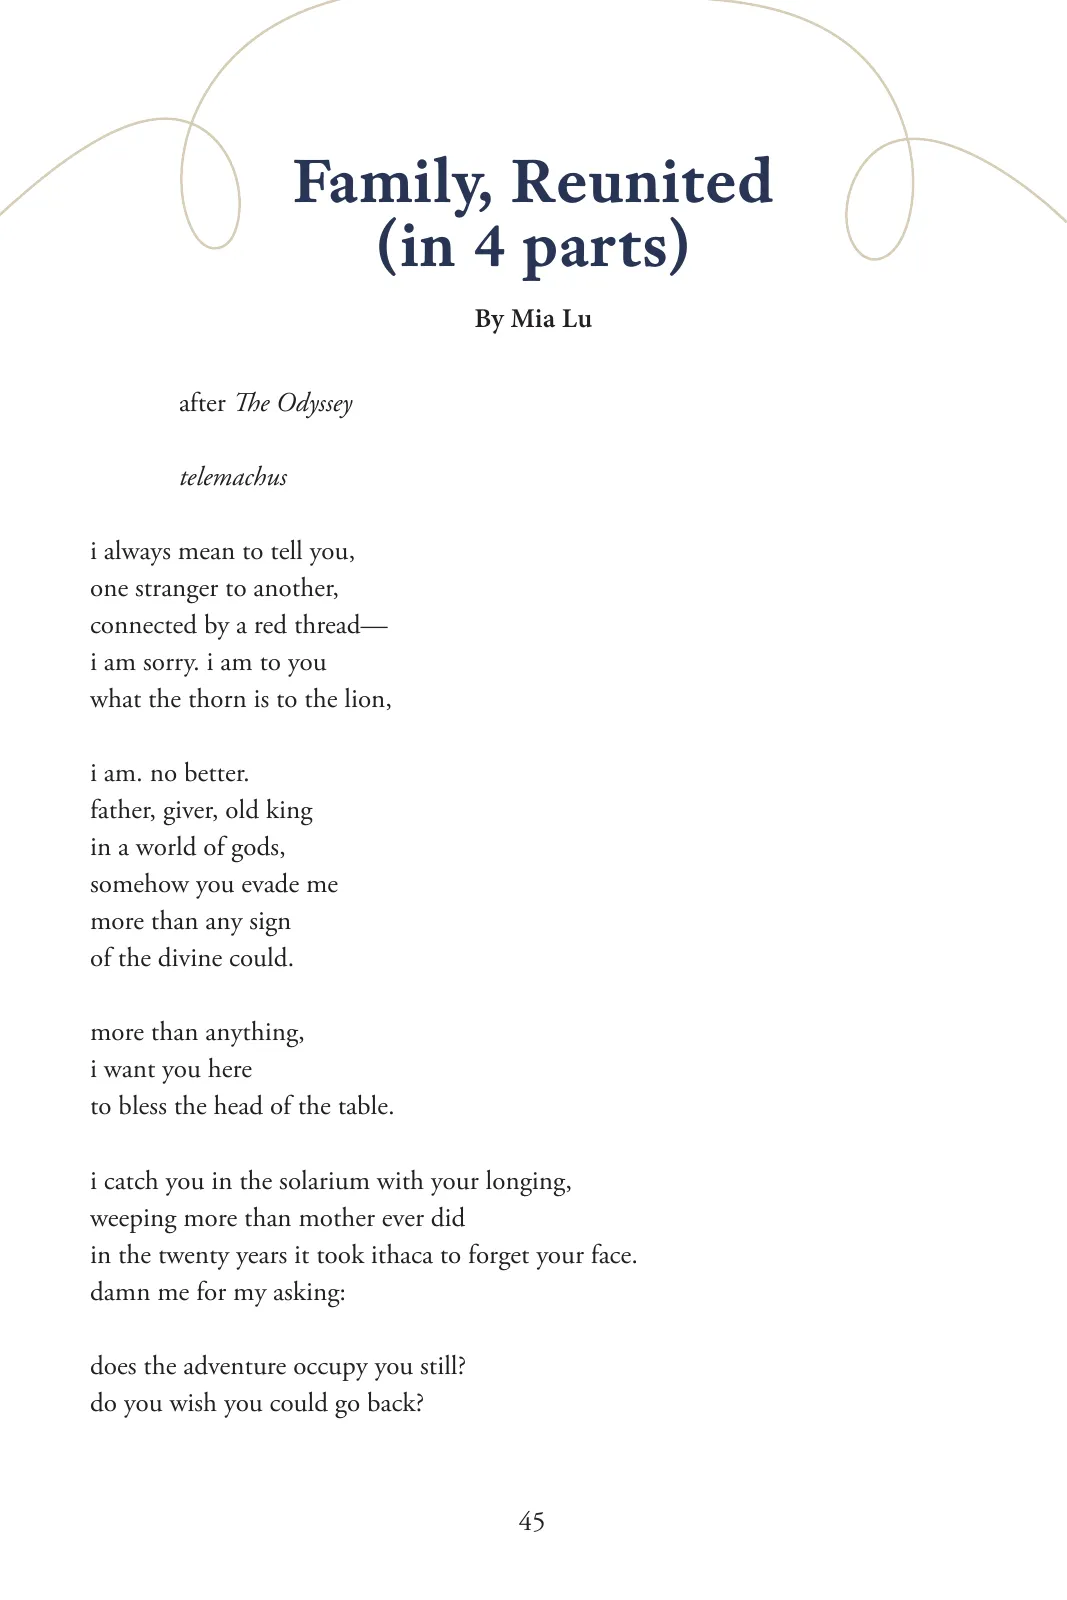 Family, Reunited
(in 4 parts)
By Mia Lu
after The Odyssey
telemachus
i always mean to tell you,
one stranger to another,
connected by a red thread—
i am sorry. i am to you
what the thorn is to the lion,
i am. no better.
father, giver, old king
in a world of gods,
somehow you evade me
more than any sign
of the divine could.
more than anything,
i want you here
to bless the head of the table.
i catch you in the solarium with your longing,
weeping more than mother ever did
in the twenty years it took ithaca to forget your face.
damn me for my asking:
does the adventure occupy you still?
do you wish you could go back?
45